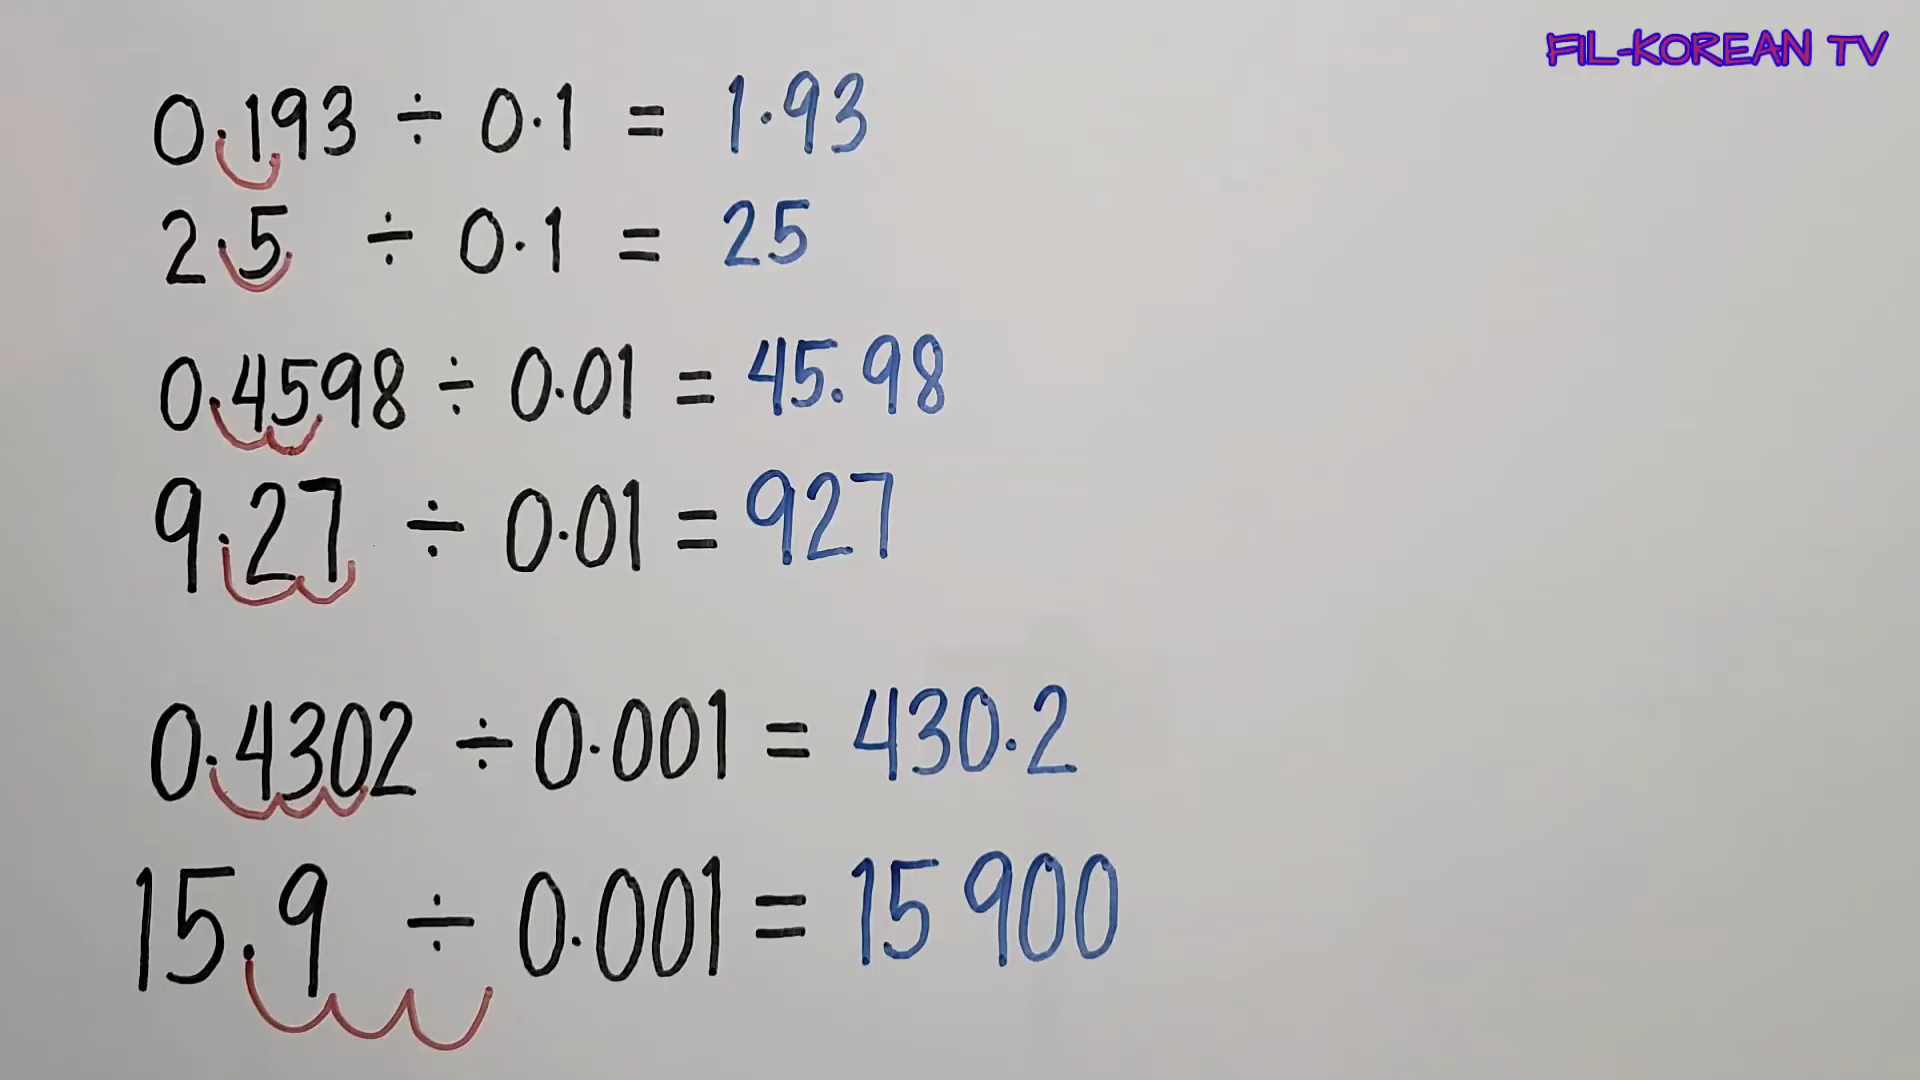 FIL-KOREAN TV
0.193 ÷ 0.1 = 1.93
2.5 ÷ 0.1 = 25
0.4598 ÷ 0.01 = 45.98
9.27 ÷ 0.01 = 927
0.4302 ÷ 0.001 = 430.2
15.9 ÷ 0.001 = 15 900